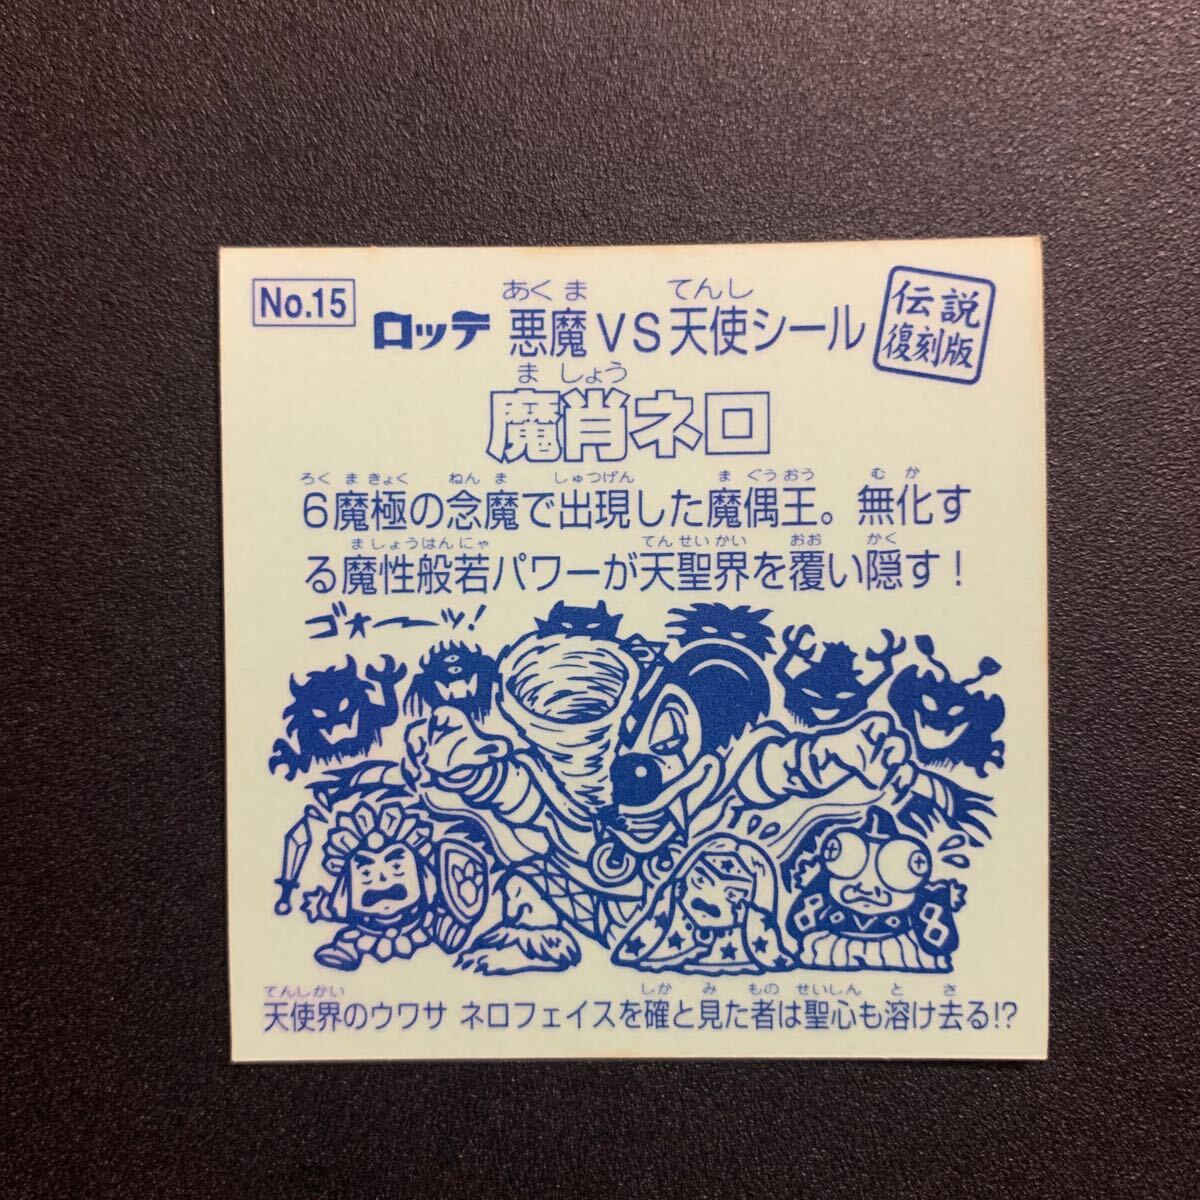 No.15
ロッテ 悪魔VS天使シール
あくま てんし
伝説
復刻版
ましょう
魔肖ネロ
ろくまきょく ねんま しゅつげん まぐうおう むか
6魔極の念魔で出現した魔偶王。無化す
ましょうはんにゃ てんせいかい おお かく
る魔性般若パワーが天聖界を覆い隠す!
ゴォーーッ!
てんしかい しか み もの せいしん と さ
天使界のウワサ ネロフェイスを確と見た者は聖心も溶け去る!?